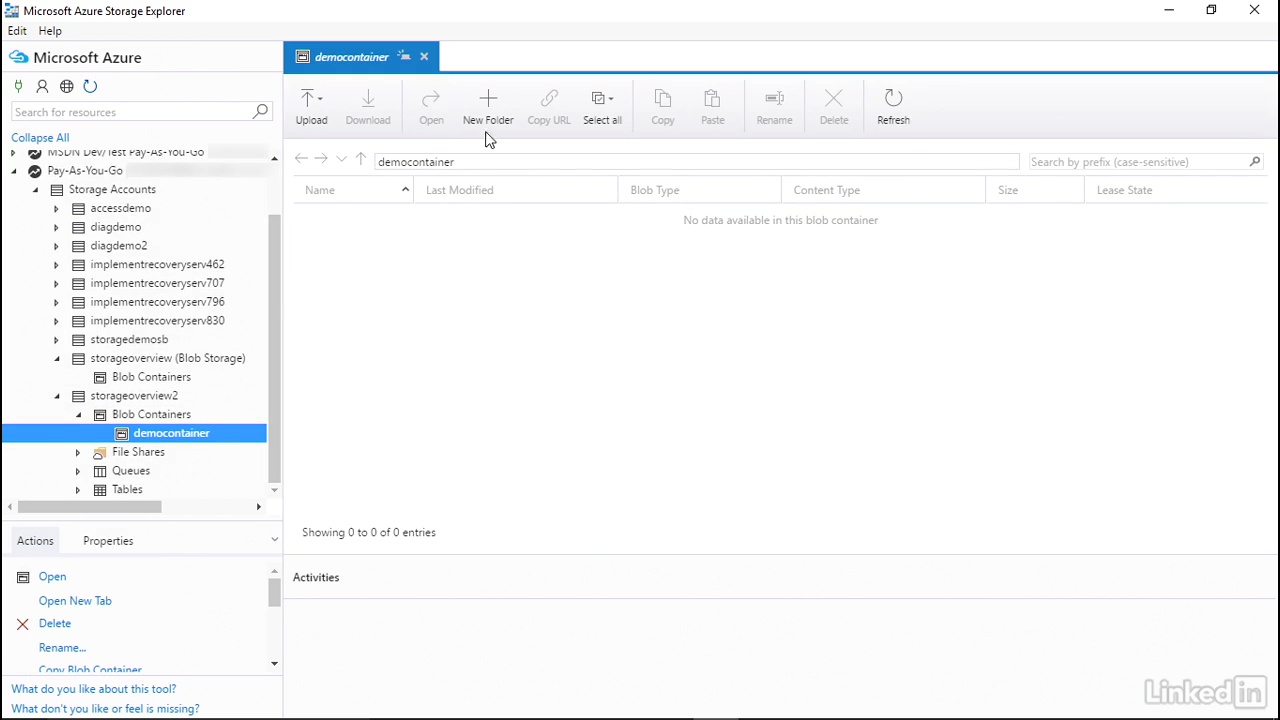 Microsoft Azure Storage Explorer
Edit Help
Microsoft Azure
Search for resources
Collapse All
MSDN Dev/Test Pay-As-You-Go
Pay-As-You-Go
Storage Accounts
accessdemo
diagdemo
diagdemo2
implementrecoveryserv462
implementrecoveryserv707
implementrecoveryserv796
implementrecoveryserv830
storagedemosb
storageoverview (Blob Storage)
Blob Containers
storageoverview2
Blob Containers
democontainer
File Shares
Queues
Tables
Actions Properties
Open
Open New Tab
Delete
Rename...
Copy Blob Container
What do you like about this tool?
What don't you like or feel is missing?
democontainer
Upload Download Open New Folder Copy URL Select all Copy Paste Rename Delete Refresh
democontainer Search by prefix (case-sensitive)
Name Last Modified Blob Type Content Type Size Lease State
No data available in this blob container
Showing 0 to 0 of 0 entries
Activities
LinkedIn